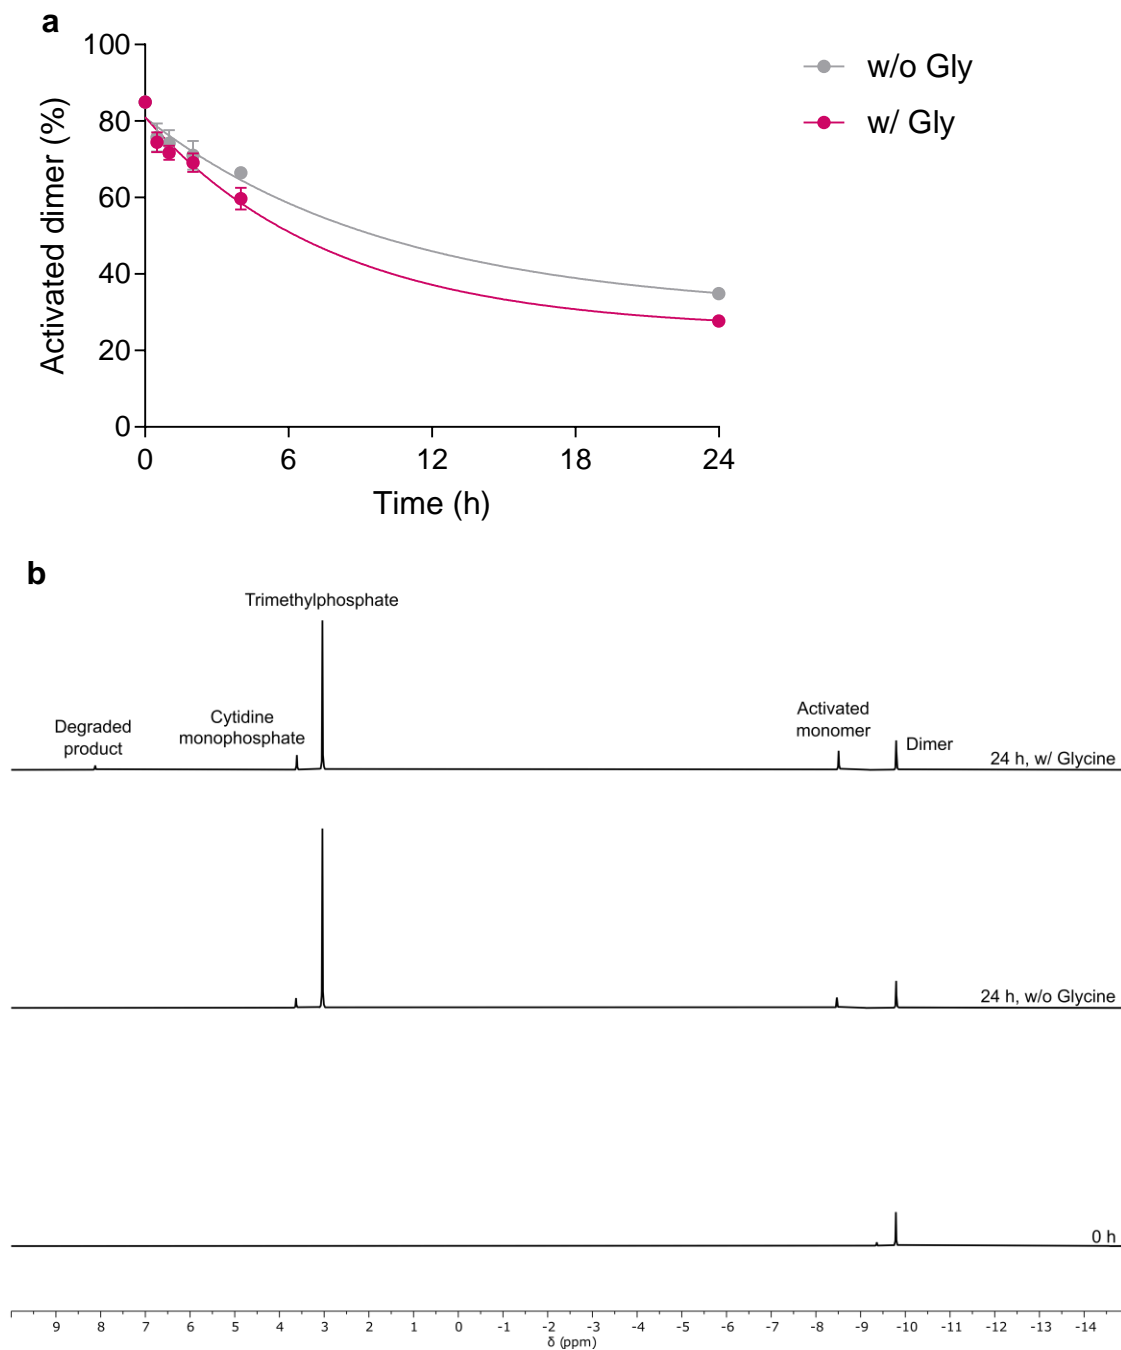 a
100
80
60
40
20
0
Activated dimer (%)
0 6 12 18 24
Time (h)
w/o Gly
w/ Gly
b
Trimethylphosphate
Degraded
product
Cytidine
monophosphate
Activated
monomer
Dimer
24 h, w/ Glycine
24 h, w/o Glycine
0 h
9 8 7 6 5 4 3 2 1 0 -1 -2 -3 -4 -5 -6 -7 -8 -9 -10 -11 -12 -13 -14
δ (ppm)